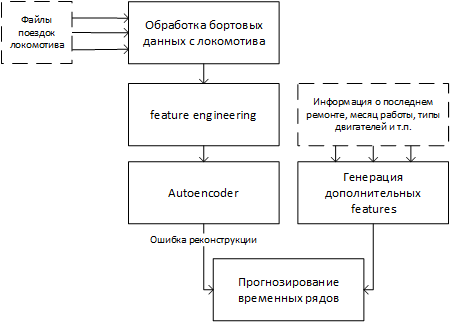 Файлы
поездок
локомотива
Обработка бортовых
данных с локомотива
feature engineering
Информация о последнем
ремонте, месяц работы, типы
двигателей и т.п.
Autoencoder
Генерация
дополнительных
features
Ошибка реконструкции
Прогнозирование
временных рядов